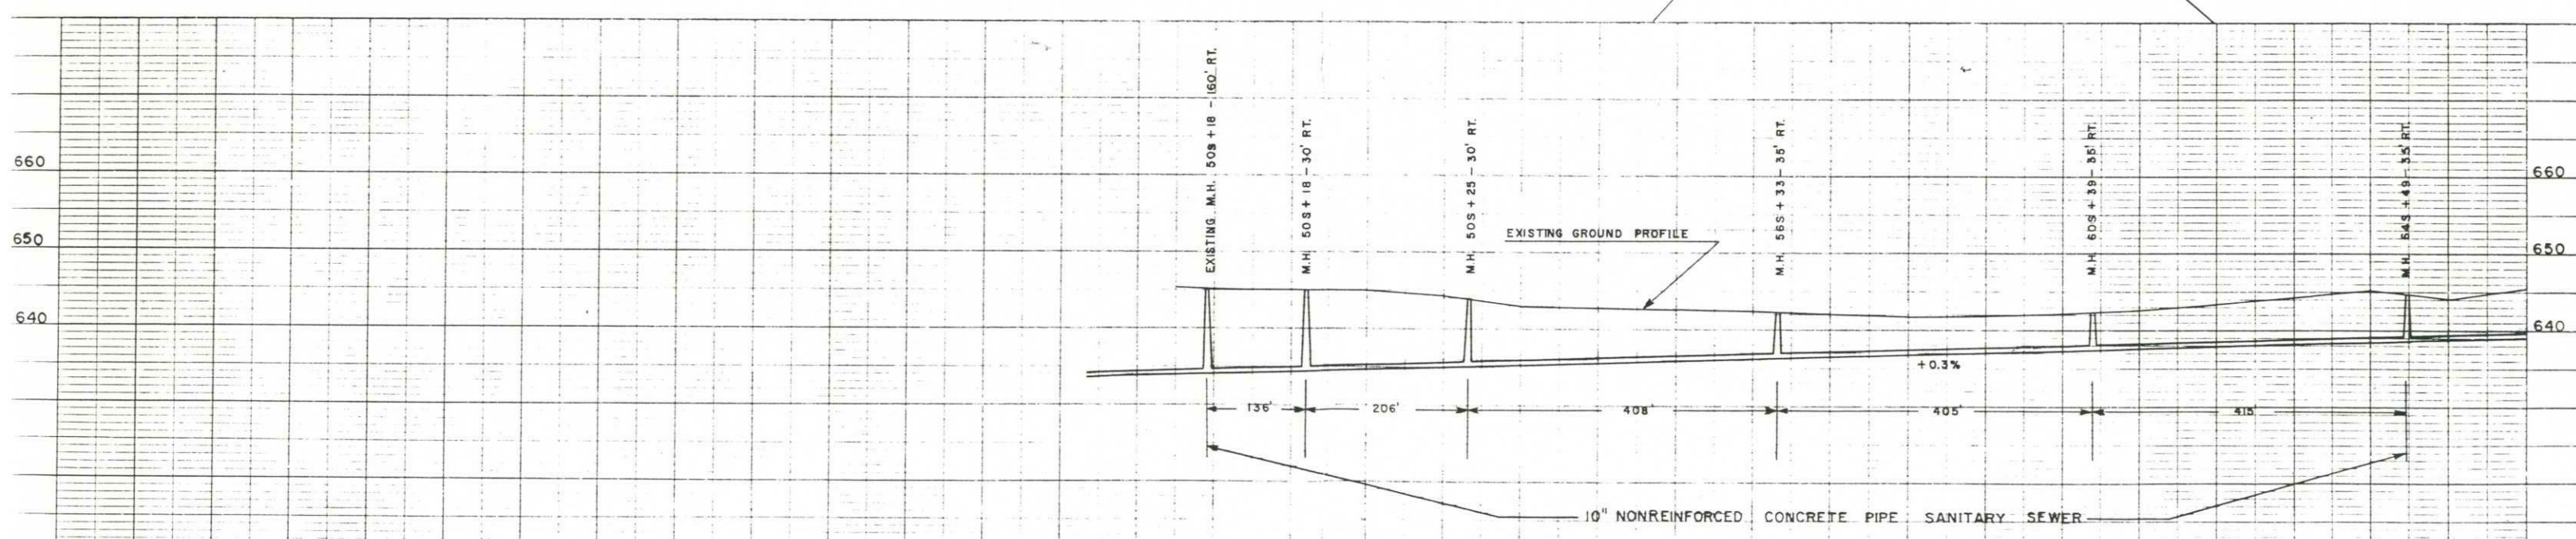 EXISTING M.H. 50S + 18 - 160' RT.
M.H. 50S + 18 - 30' RT.
M.H. 50S + 25 - 30' RT.
M.H. 56S + 33 - 35' RT.
M.H. 60S + 39 - 35' RT.
M.H. 64S + 49 - 35' RT.
660
660
650
EXISTING GROUND PROFILE
650
640
640
+0.3%
136'
206'
408'
405'
415'
10" NONREINFORCED CONCRETE PIPE SANITARY SEWER